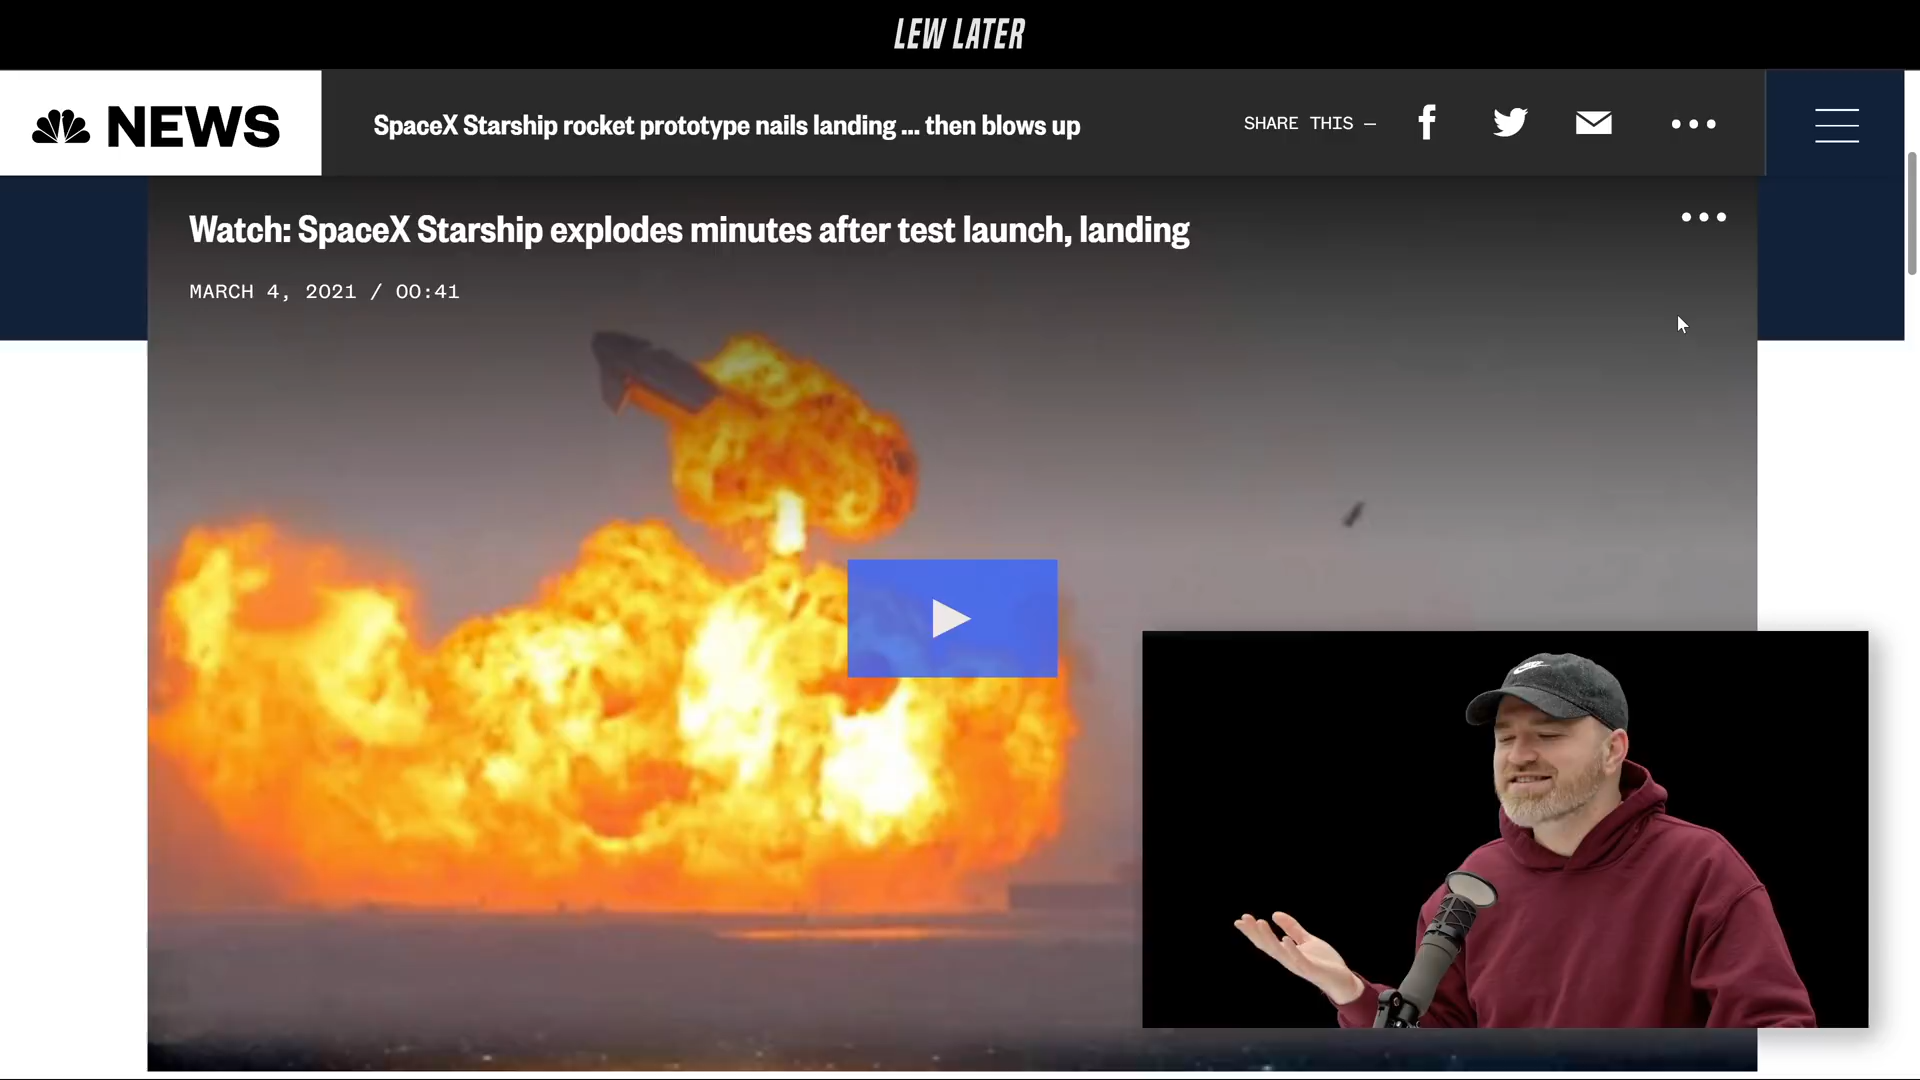 LEW LATER
NEWS
SpaceX Starship rocket prototype nails landing ... then blows up
SHARE THIS —
Watch: SpaceX Starship explodes minutes after test launch, landing
MARCH 4, 2021 / 00:41